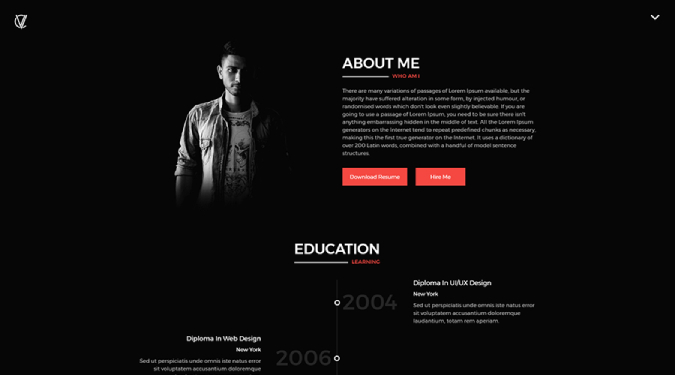 ABOUT ME
WHO AM I
There are many variations of passages of Lorem Ipsum available, but the
majority have suffered alteration in some form, by injected humour, or
randomised words which don't look even slightly believable. If you are
going to use a passage of Lorem Ipsum, you need to be sure there isn't
anything embarrassing hidden in the middle of text. All the Lorem Ipsum
generators on the Internet tend to repeat predefined chunks as necessary,
making this the first true generator on the Internet. It uses a dictionary of
over 200 Latin words, combined with a handful of model sentence
structures.
Download Resume
Hire Me
EDUCATION
LEARNING
2004
Diploma In UI/UX Design
New York
Sed ut perspiciatis unde omnis iste natus error
sit voluptatem accusantium doloremque
laudantium, totam rem aperiam.
Diploma In Web Design
New York
2006
Sed ut perspiciatis unde omnis iste natus error
sit voluptatem accusantium doloremque